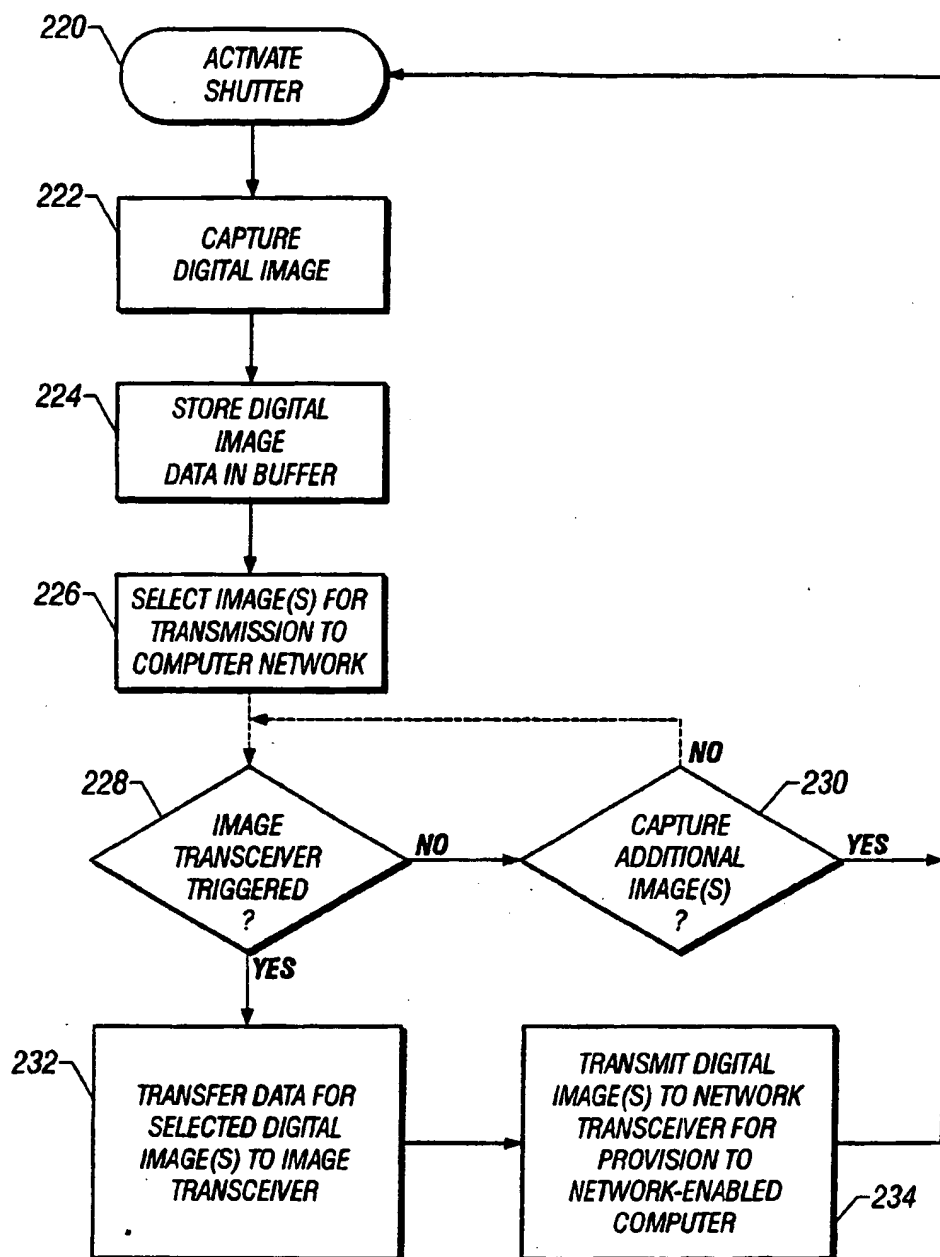 220
ACTIVATE
SHUTTER
222
CAPTURE
DIGITAL IMAGE
224
STORE DIGITAL
IMAGE
DATA IN BUFFER
226
SELECT IMAGE(S) FOR
TRANSMISSION TO
COMPUTER NETWORK
228
IMAGE
TRANSCEIVER
TRIGGERED
?
NO
YES
230
CAPTURE
ADDITIONAL
IMAGE(S)
?
NO
YES
232
TRANSFER DATA FOR
SELECTED DIGITAL
IMAGE(S) TO IMAGE
TRANSCEIVER
TRANSMIT DIGITAL
IMAGE(S) TO NETWORK
TRANSCEIVER FOR
PROVISION TO
NETWORK-ENABLED
COMPUTER
234